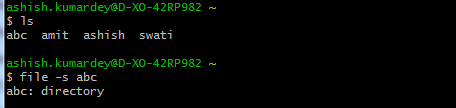 ashish.kumardey@D-XO-42RP982 ~
$ ls
abc  amit  ashish  swati
ashish.kumardey@D-XO-42RP982 ~
$ file -s abc
abc: directory